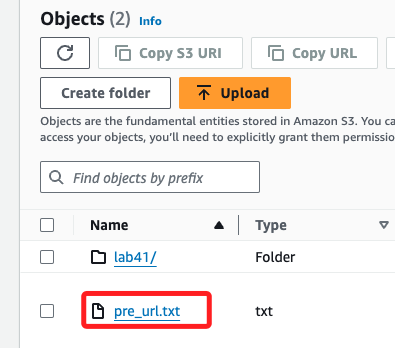 Objects (2) Info
Copy S3 URI Copy URL
Create folder Upload
Objects are the fundamental entities stored in Amazon S3. You ca
access your objects, you'll need to explicitly grant them permissio
Find objects by prefix
Name Type
lab41/ Folder
pre_url.txt txt